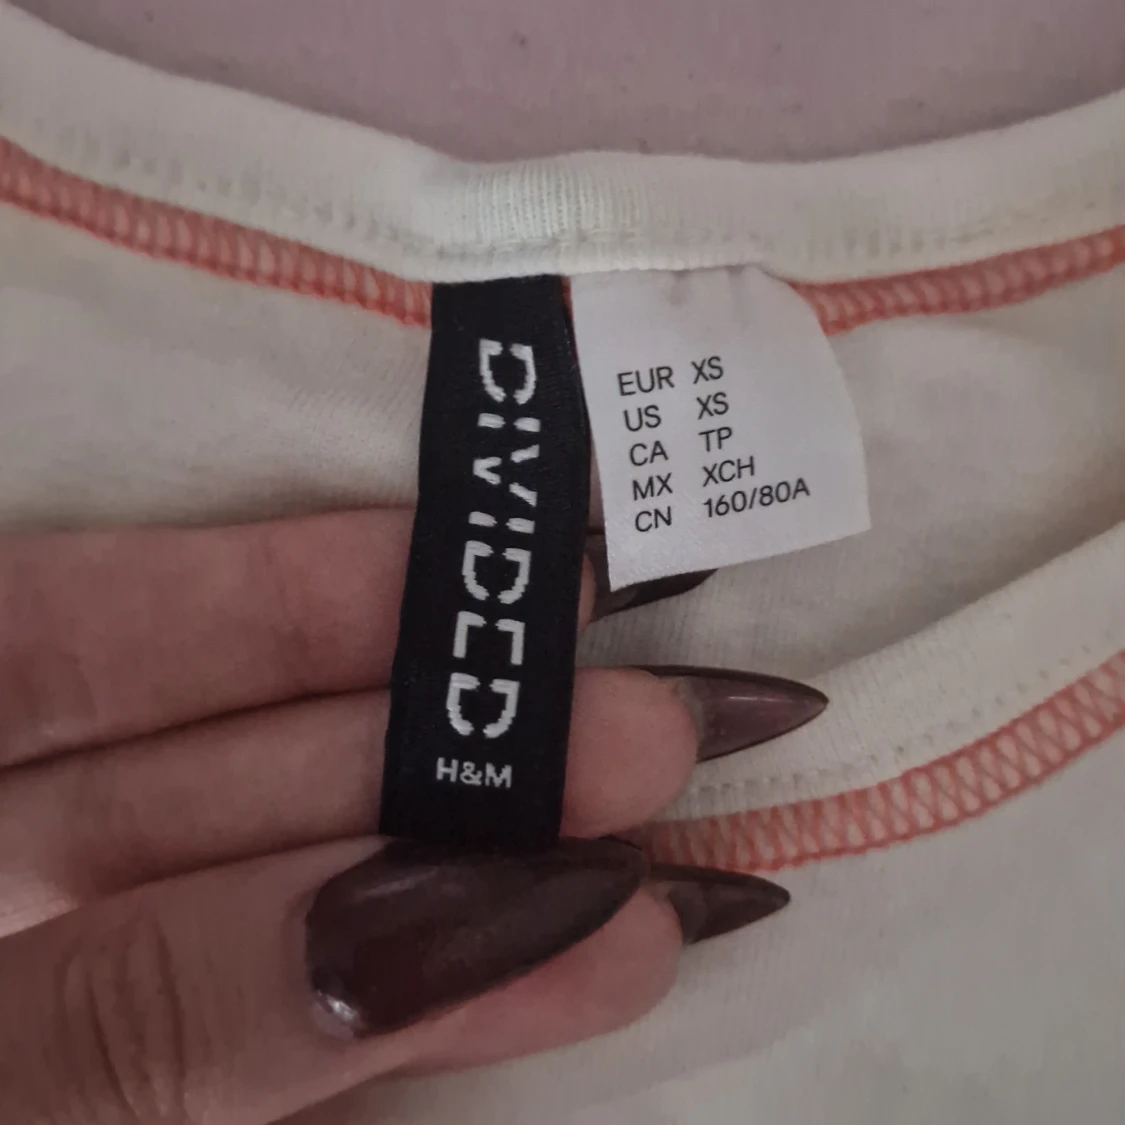 DIVIDED
H&M
EUR XS
US XS
CA TP
MX XCH
CN 160/80A